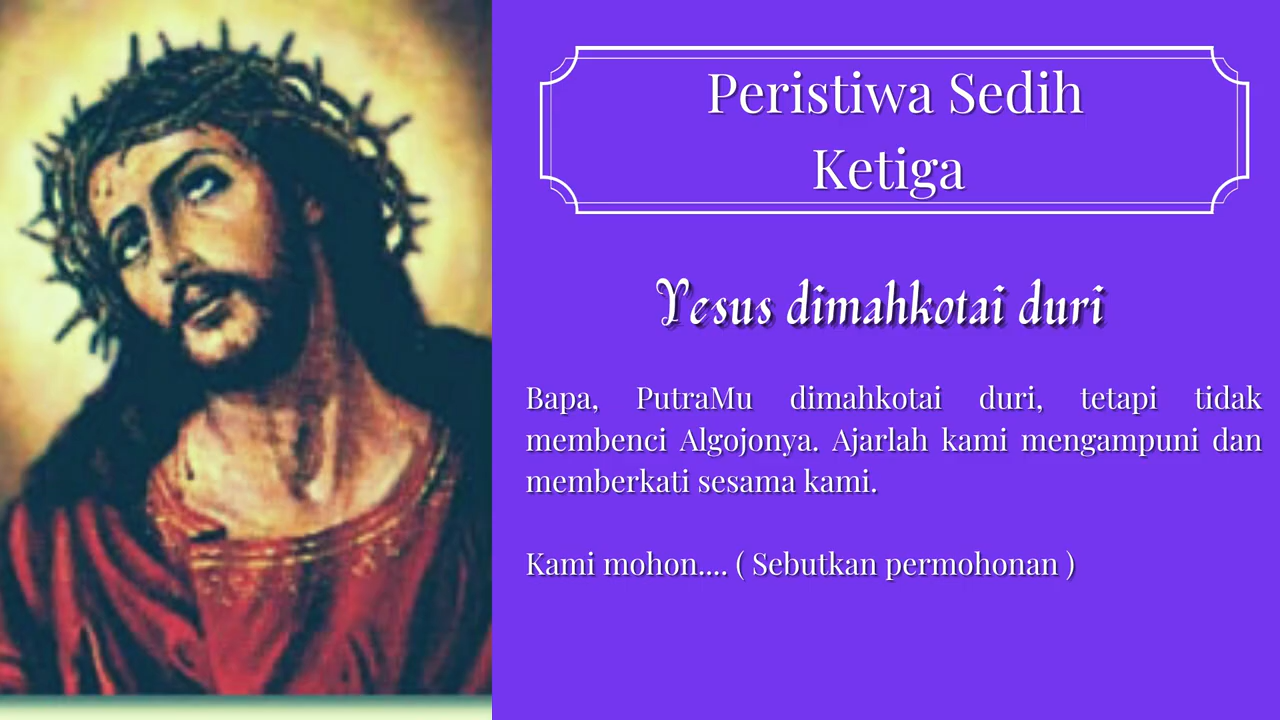 Peristiwa Sedih
Ketiga
Yesus dimahkotai duri
Bapa, PutraMu dimahkotai duri, tetapi tidak
membenci Algojonya. Ajarlah kami mengampuni dan
memberkati sesama kami.
Kami mohon.... ( Sebutkan permohonan )